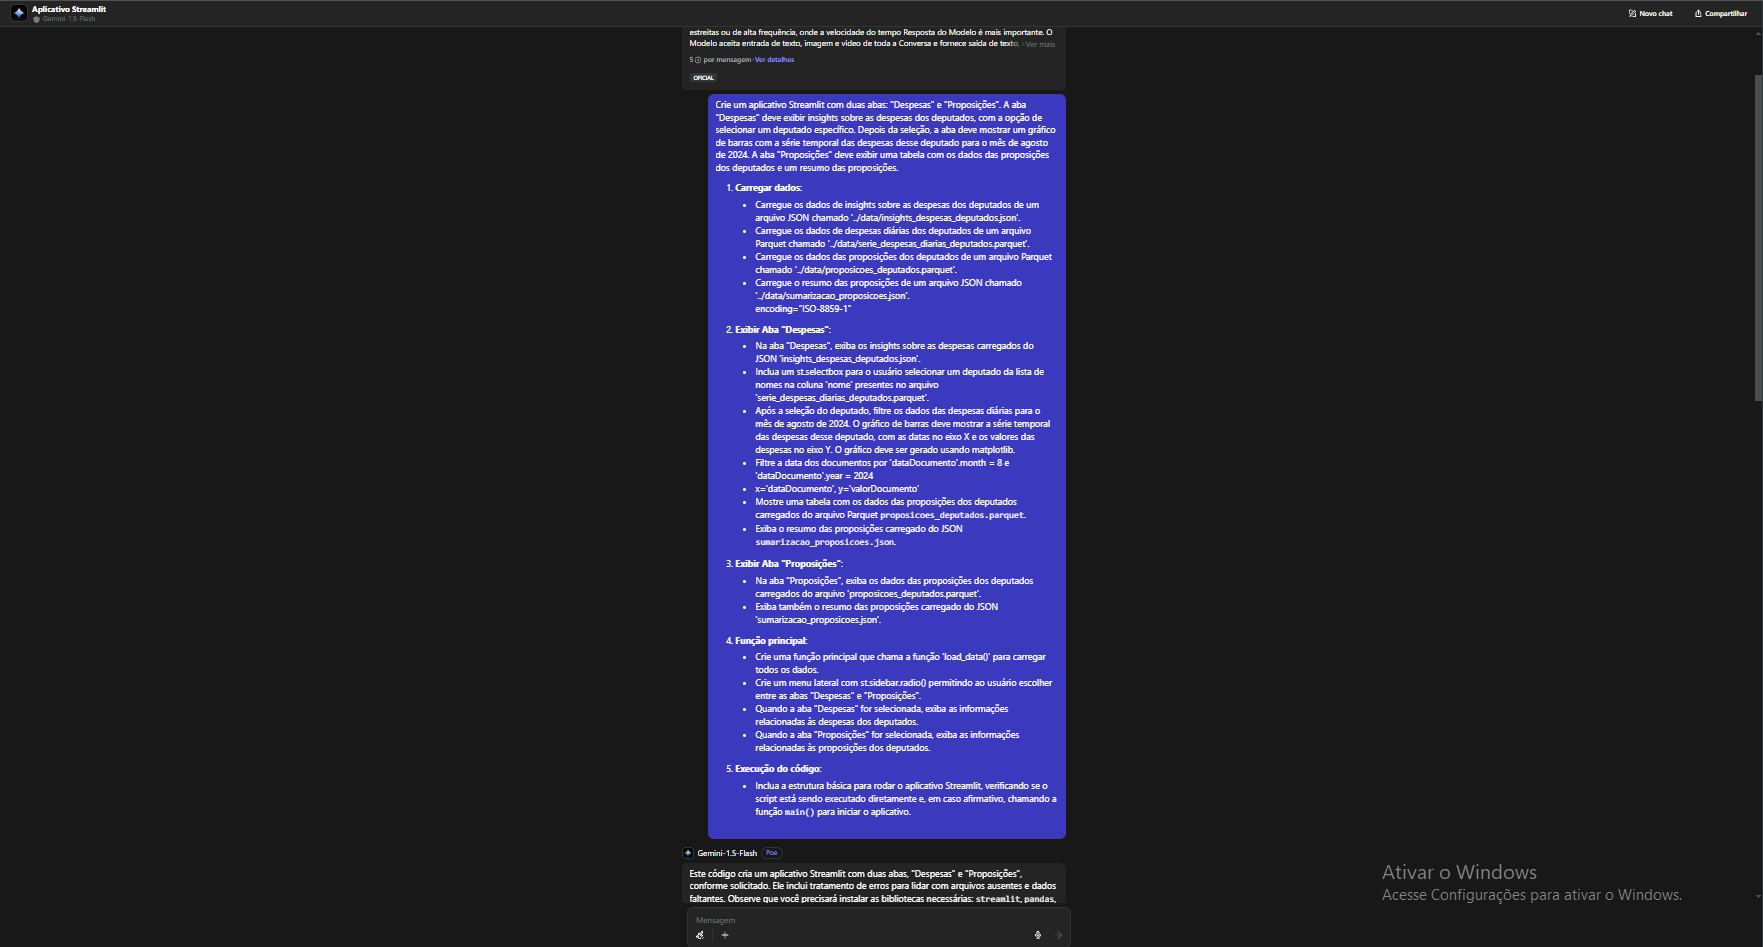 Aplicativo Streamlit
Gemini-1.5-Flash
Novo chat
Compartilhar
estreitas ou de alta frequência, onde a velocidade do tempo Resposta do Modelo é mais importante. O
Modelo aceita entrada de texto, imagem e vídeo de toda a Conversa e fornece saída de texto, Ver mais
5 por mensagem · Ver detalhes
OFICIAL
Crie um aplicativo Streamlit com duas abas: "Despesas" e "Proposições". A aba
"Despesas" deve exibir insights sobre as despesas dos deputados, com a opção de
selecionar um deputado específico. Depois da seleção, a aba deve mostrar um gráfico
de barras com a série temporal das despesas desse deputado para o mês de agosto
de 2024. A aba "Proposições" deve exibir uma tabela com os dados das proposições
dos deputados e um resumo das proposições.
1. Carregar dados:
• Carregue os dados de insights sobre as despesas dos deputados de um
arquivo JSON chamado '../data/insights_despesas_deputados.json'.
• Carregue os dados de despesas diárias dos deputados de um arquivo
Parquet chamado '../data/serie_despesas_diarias_deputados.parquet'.
• Carregue os dados das proposições dos deputados de um arquivo Parquet
chamado '../data/proposicoes_deputados.parquet'.
• Carregue o resumo das proposições de um arquivo JSON chamado
'../data/sumarizacao_proposicoes.json'.
encoding="ISO-8859-1"
2. Exibir Aba "Despesas":
• Na aba "Despesas", exiba os insights sobre as despesas carregados do
JSON 'insights_despesas_deputados.json'.
• Inclua um st.selectbox para o usuário selecionar um deputado da lista de
nomes na coluna 'nome' presentes no arquivo
'serie_despesas_diarias_deputados.parquet'.
• Após a seleção do deputado, filtre os dados das despesas diárias para o
mês de agosto de 2024. O gráfico de barras deve mostrar a série temporal
das despesas desse deputado, com as datas no eixo X e os valores das
despesas no eixo Y. O gráfico deve ser gerado usando matplotlib.
• Filtre a data dos documentos por 'dataDocumento'.month = 8 e
'dataDocumento'.year = 2024
• x='dataDocumento', y='valorDocumento'
• Mostre uma tabela com os dados das proposições dos deputados
carregados do arquivo Parquet proposicoes_deputados.parquet.
• Exiba o resumo das proposições carregado do JSON
sumarizacao_proposicoes.json.
3. Exibir Aba "Proposições":
• Na aba "Proposições", exiba os dados das proposições dos deputados
carregados do arquivo 'proposicoes_deputados.parquet'.
• Exiba também o resumo das proposições carregado do JSON
'sumarizacao_proposicoes.json'.
4. Função principal:
• Crie uma função principal que chama a função 'load_data()' para carregar
todos os dados.
• Crie um menu lateral com st.sidebar.radio() permitindo ao usuário escolher
entre as abas "Despesas" e "Proposições".
• Quando a aba "Despesas" for selecionada, exiba as informações
relacionadas às despesas dos deputados.
• Quando a aba "Proposições" for selecionada, exiba as informações
relacionadas às proposições dos deputados.
5. Execução do código:
• Inclua a estrutura básica para rodar o aplicativo Streamlit, verificando se o
script está sendo executado diretamente e, em caso afirmativo, chamando a
função main() para iniciar o aplicativo.
Gemini-1.5-Flash Poe
Este código cria um aplicativo Streamlit com duas abas, "Despesas" e "Proposições",
conforme solicitado. Ele inclui tratamento de erros para lidar com arquivos ausentes e dados
faltantes. Observe que você precisará instalar as bibliotecas necessárias: streamlit, pandas,
Mensagem
Ativar o Windows
Acesse Configurações para ativar o Windows.